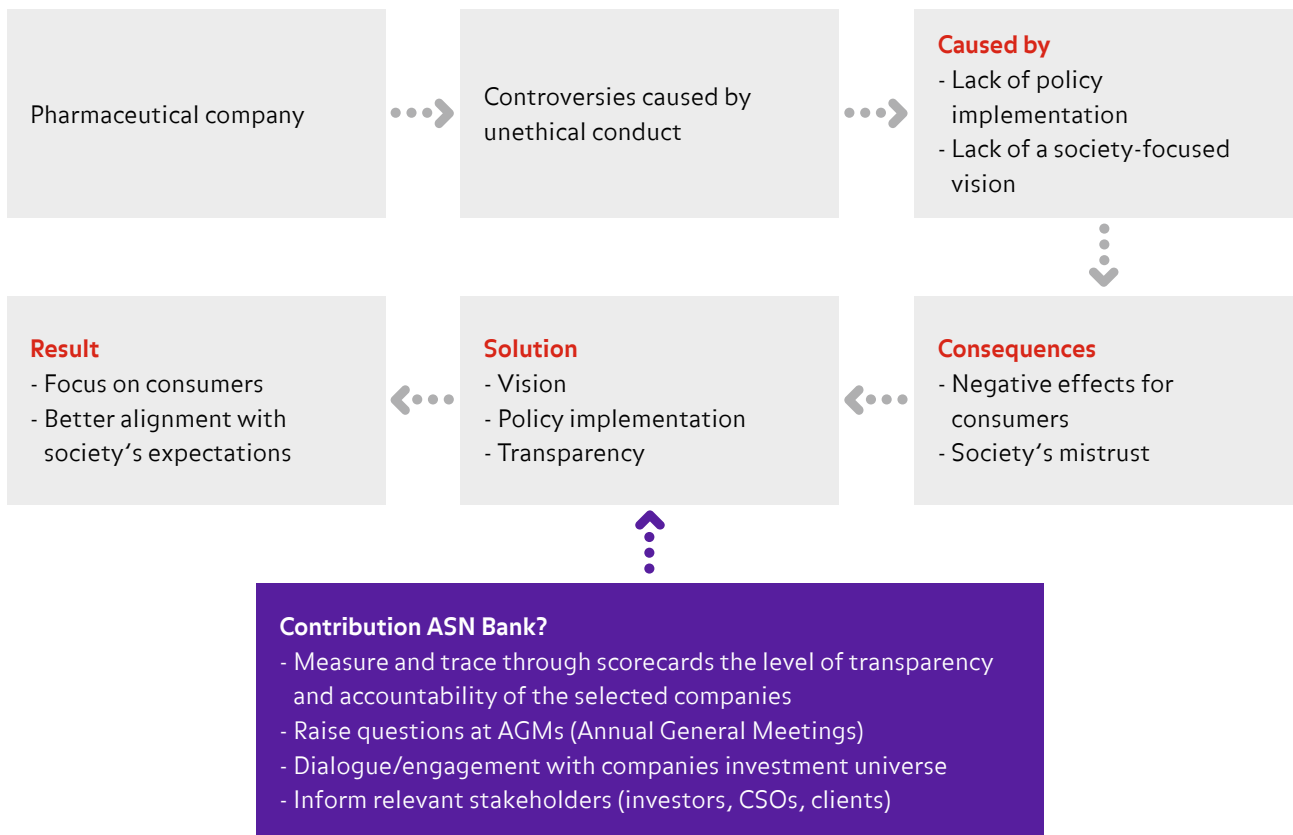 Pharmaceutical company
Controversies caused by
unethical conduct
Caused by
- Lack of policy
implementation
- Lack of a society-focused
vision
Result
- Focus on consumers
- Better alignment with
society’s expectations
Solution
- Vision
- Policy implementation
- Transparency
Consequences
- Negative effects for
consumers
- Society’s mistrust
Contribution ASN Bank?
- Measure and trace through scorecards the level of transparency
and accountability of the selected companies
- Raise questions at AGMs (Annual General Meetings)
- Dialogue/engagement with companies investment universe
- Inform relevant stakeholders (investors, CSOs, clients)